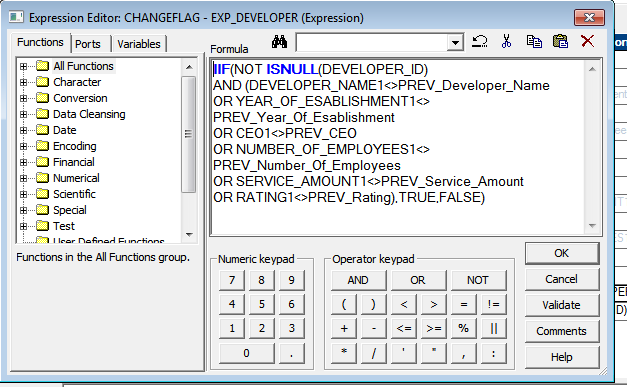 Expression Editor: CHANGEFLAG - EXP_DEVELOPER (Expression)
Functions
Ports
Variables
Formula
All Functions
Character
Conversion
Data Cleansing
Date
Encoding
Financial
Numerical
Scientific
Special
Test
User Defined Functions
IIF(NOT ISNULL(DEVELOPER_ID)
AND (DEVELOPER_NAME1<>PREV_Developer_Name
OR YEAR_OF_ESABLISHMENT1<>
PREV_Year_Of_Esablishment
OR CEO1<>PREV_CEO
OR NUMBER_OF_EMPLOYEES1<>
PREV_Number_Of_Employees
OR SERVICE_AMOUNT1<>PREV_Service_Amount
OR RATING1<>PREV_Rating),TRUE,FALSE)
Functions in the All Functions group.
Numeric keypad
7 8 9
4 5 6
1 2 3
0 .
Operator keypad
AND OR NOT
( ) < > = !=
+ - <= >= % ||
* / ' " , :
OK
Cancel
Validate
Comments
Help